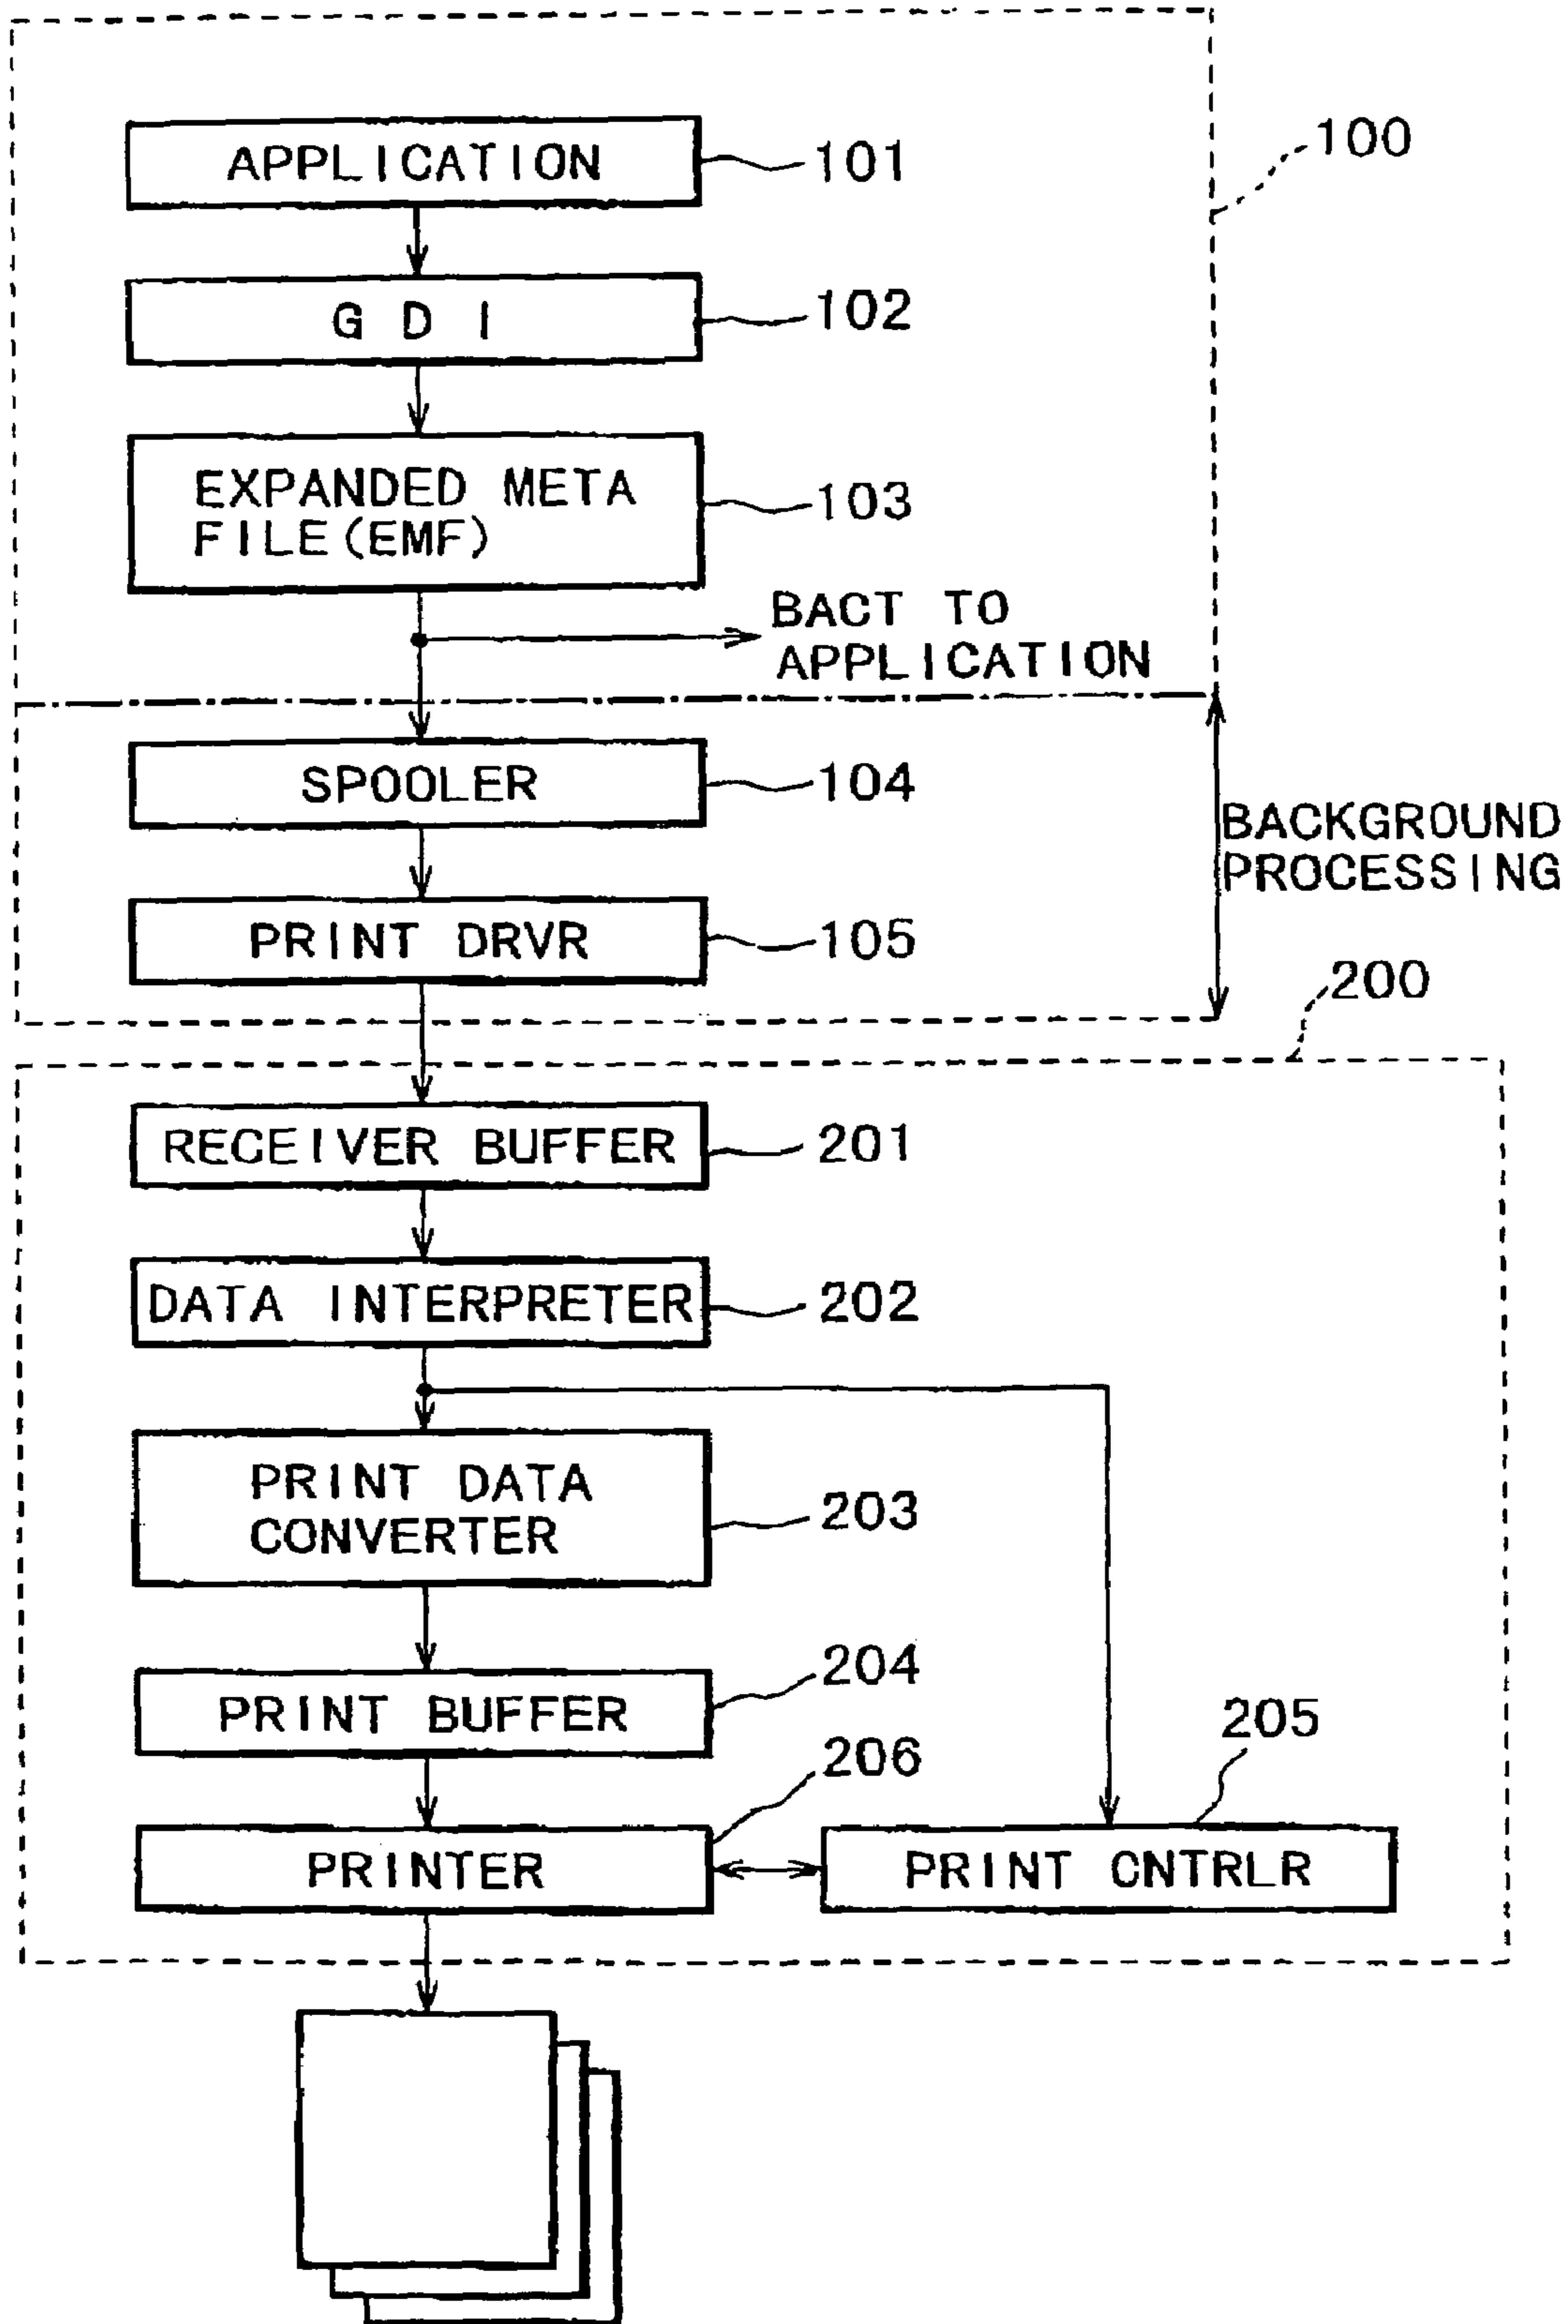 100
APPLICATION
101
GDI
102
EXPANDED META
FILE(EMF)
103
BACT TO
APPLICATION
SPOOLER
104
BACKGROUND
PROCESSING
PRINT DRVR
105
200
RECEIVER BUFFER
201
DATA INTERPRETER
202
PRINT DATA
CONVERTER
203
204
PRINT BUFFER
205
206
PRINTER
PRINT CNTRLR